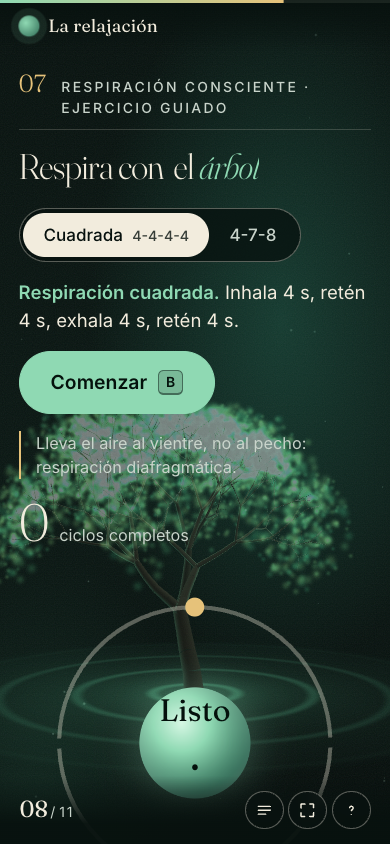 La relajación
07 RESPIRACIÓN CONSCIENTE ·
EJERCICIO GUIADO
Respira con el árbol
Cuadrada 4-4-4-4 4-7-8
Respiración cuadrada. Inhala 4 s, retén
4 s, exhala 4 s, retén 4 s.
Comenzar B
Lleva el aire al vientre, no al pecho:
respiración diafragmática.
0 ciclos completos
Listo
·
08 / 11 ?